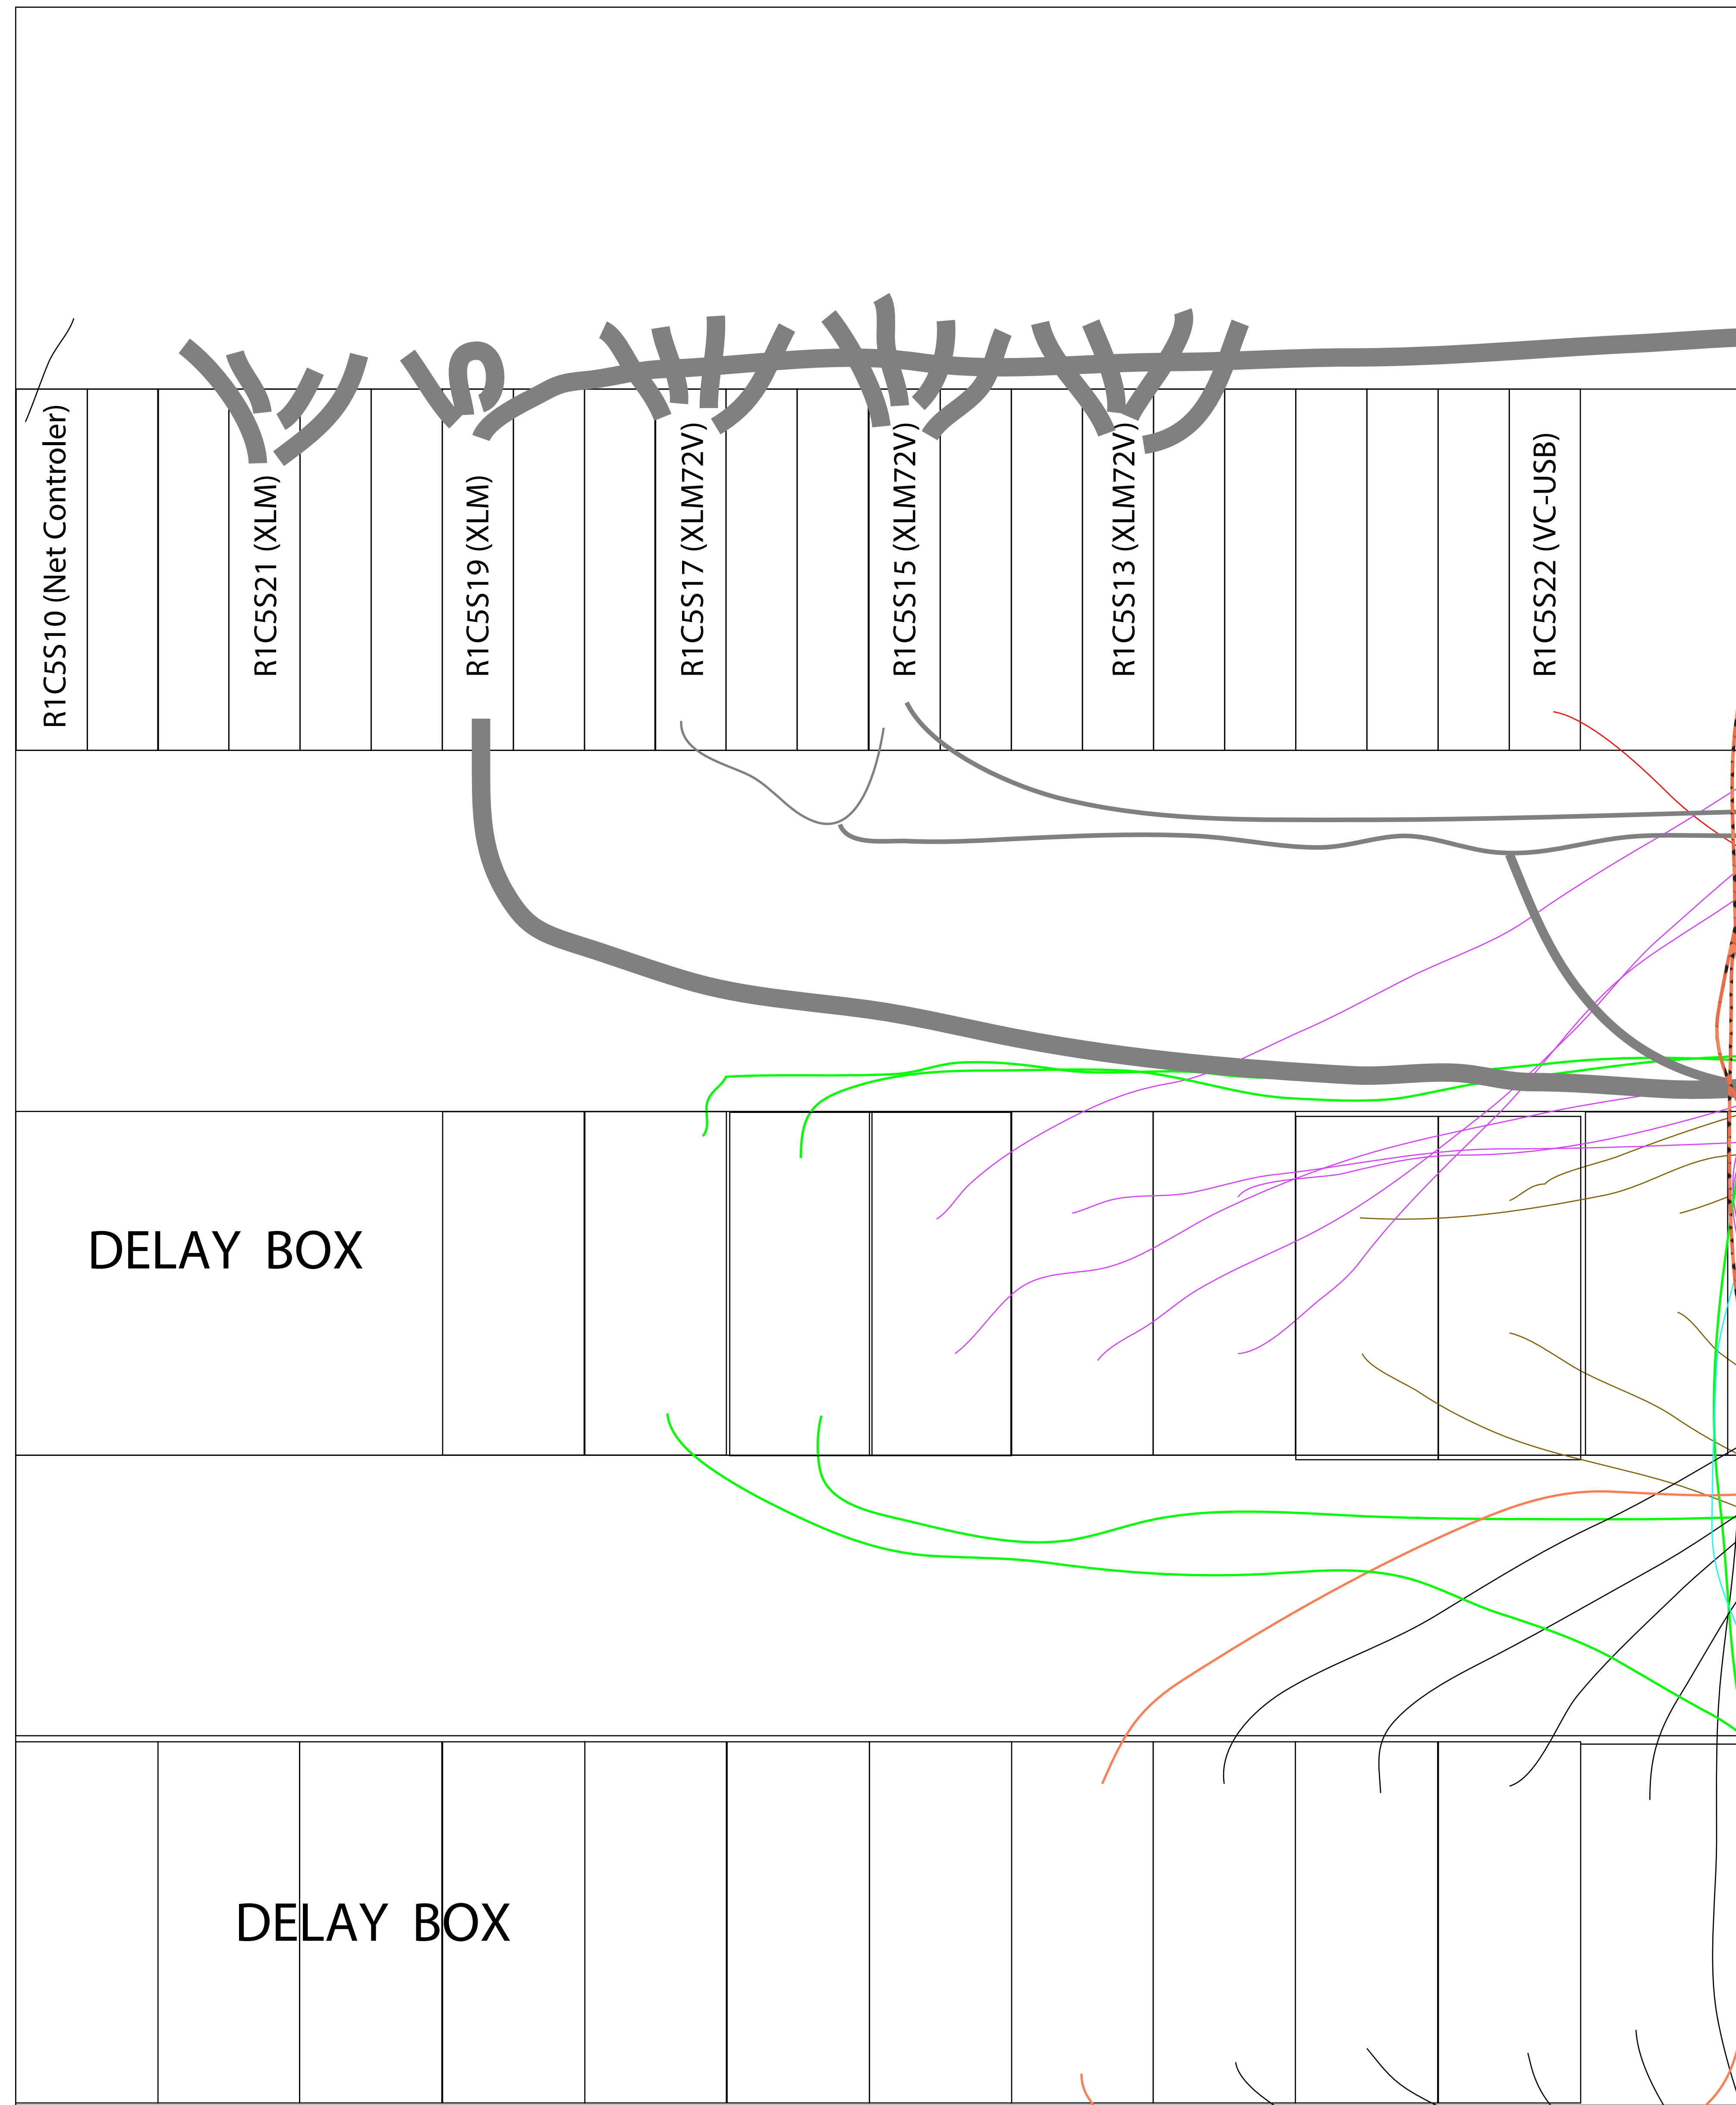 R1C5S10 (Net Controler)
R1C5S21 (XLM)
R1C5S19 (XLM)
R1C5S17 (XLM72V)
R1C5S15 (XLM72V)
R1C5S13 (XLM72V)
R1C5S22 (VC-USB)
DELAY BOX
DELAY BOX